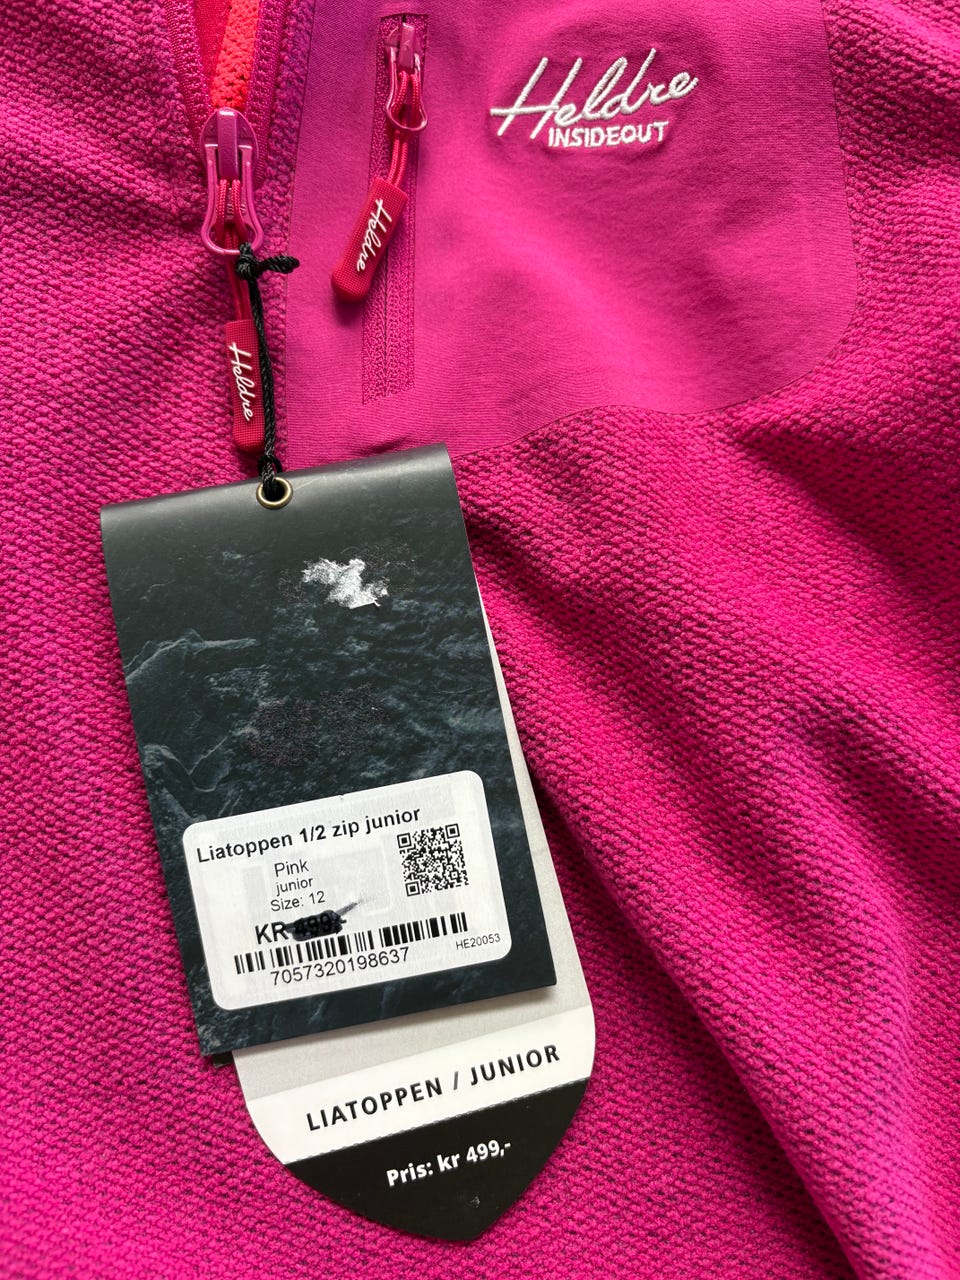 Heldre
INSIDEOUT
Heldre
Heldre
Liatoppen 1/2 zip junior
Pink
junior
Size: 12
KR 499,-
HE20053
7057320198637
LIATOPPEN / JUNIOR
Pris: kr 499,-